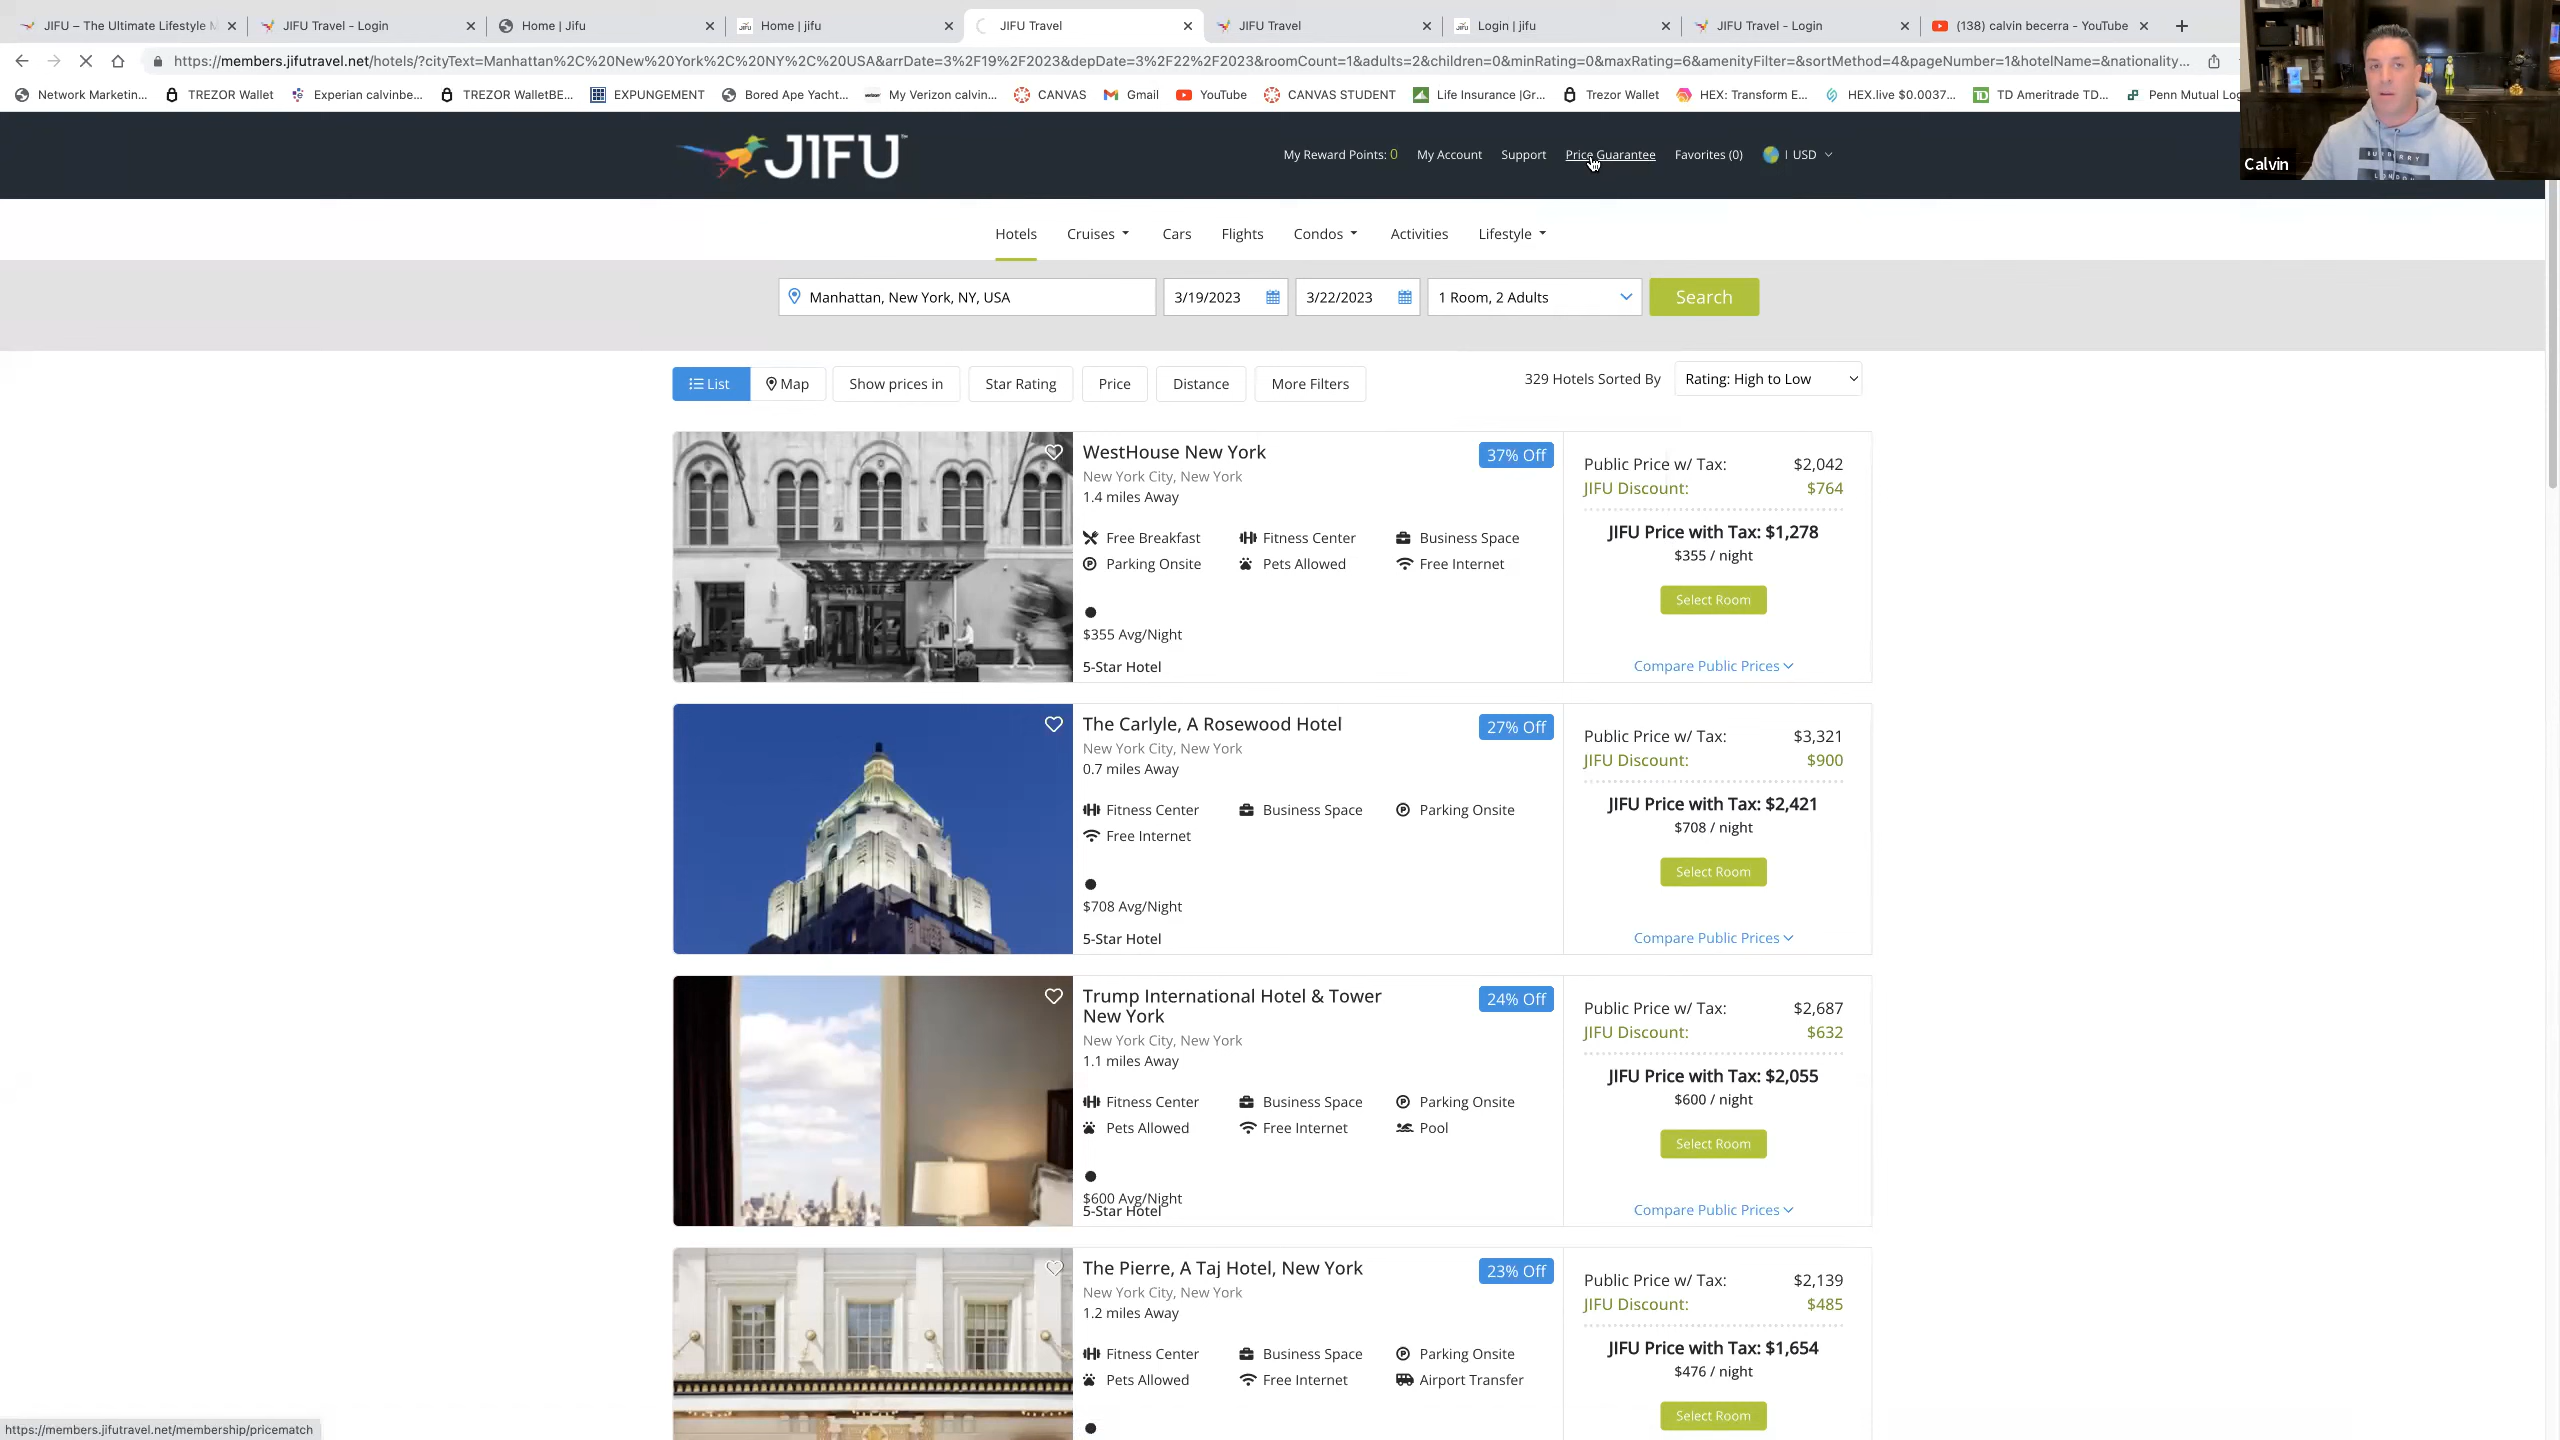 JIFU – The Ultimate Lifestyle M
JIFU Travel - Login
Home | Jifu
Home | jifu
JIFU Travel
JIFU Travel
Login | jifu
JIFU Travel - Login
(138) calvin becerra - YouTube
https://members.jifutravel.net/hotels/?cityText=Manhattan%2C%20New%20York%2C%20NY%2C%20USA&arrDate=3%2F19%2F2023&depDate=3%2F22%2F2023&roomCount=1&adults=2&children=0&minRating=0&maxRating=6&amenityFilter=&sortMethod=4&pageNumber=1&hotelName=&nationality...
Network Marketin...
TREZOR Wallet
Experian calvinbe...
TREZOR WalletBE...
EXPUNGEMENT
Bored Ape Yacht...
My Verizon calvin...
CANVAS
Gmail
YouTube
CANVAS STUDENT
Life Insurance |Gr...
Trezor Wallet
HEX: Transform E...
HEX.live $0.0037...
TD Ameritrade TD...
Penn Mutual Log
Calvin
JIFU
My Reward Points: 0
My Account
Support
Price Guarantee
Favorites (0)
| USD
Hotels
Cruises
Cars
Flights
Condos
Activities
Lifestyle
Manhattan, New York, NY, USA
3/19/2023
3/22/2023
1 Room, 2 Adults
Search
List
Map
Show prices in
Star Rating
Price
Distance
More Filters
329 Hotels Sorted By
Rating: High to Low
WestHouse New York
37% Off
New York City, New York
1.4 miles Away
Free Breakfast
Fitness Center
Business Space
Parking Onsite
Pets Allowed
Free Internet
$355 Avg/Night
5-Star Hotel
Public Price w/ Tax: $2,042
JIFU Discount: $764
JIFU Price with Tax: $1,278
$355 / night
Select Room
Compare Public Prices
The Carlyle, A Rosewood Hotel
27% Off
New York City, New York
0.7 miles Away
Fitness Center
Business Space
Parking Onsite
Free Internet
$708 Avg/Night
5-Star Hotel
Public Price w/ Tax: $3,321
JIFU Discount: $900
JIFU Price with Tax: $2,421
$708 / night
Select Room
Compare Public Prices
Trump International Hotel & Tower
New York
24% Off
New York City, New York
1.1 miles Away
Fitness Center
Business Space
Parking Onsite
Pets Allowed
Free Internet
Pool
$600 Avg/Night
5-Star Hotel
Public Price w/ Tax: $2,687
JIFU Discount: $632
JIFU Price with Tax: $2,055
$600 / night
Select Room
Compare Public Prices
The Pierre, A Taj Hotel, New York
23% Off
New York City, New York
1.2 miles Away
Fitness Center
Business Space
Parking Onsite
Pets Allowed
Free Internet
Airport Transfer
Public Price w/ Tax: $2,139
JIFU Discount: $485
JIFU Price with Tax: $1,654
$476 / night
Select Room
https://members.jifutravel.net/membership/pricematch